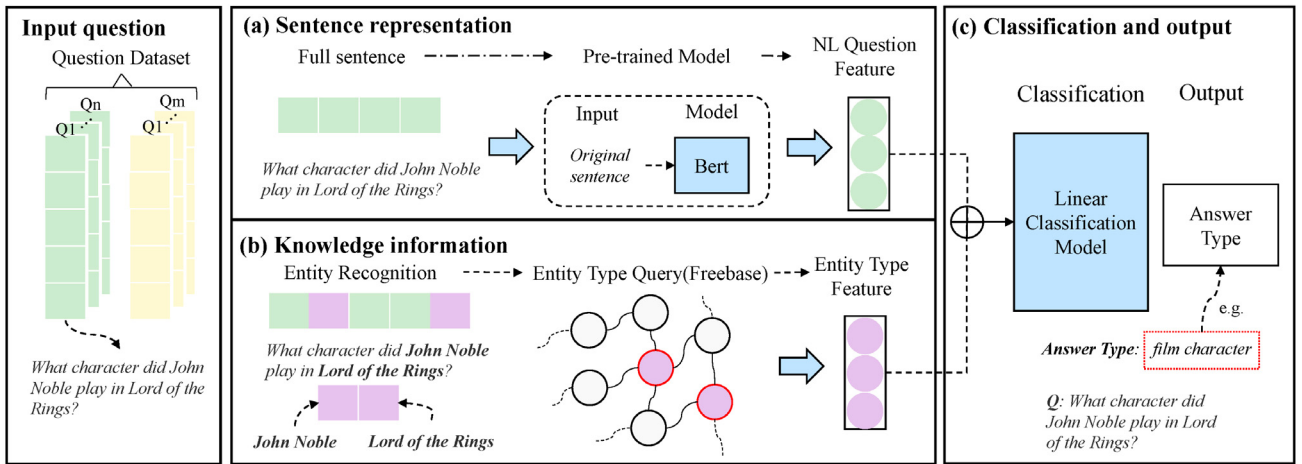 Input question
Question Dataset
Qn
Q1
Qm
Q1
What character did John
Noble play in Lord of the
Rings?
(a) Sentence representation
Full sentence
Pre-trained Model
NL Question
Feature
Input
Model
Original
sentence
Bert
What character did John Noble
play in Lord of the Rings?
(b) Knowledge information
Entity Recognition
Entity Type Query(Freebase)
Entity Type
Feature
What character did John Noble
play in Lord of the Rings?
John Noble
Lord of the Rings
(c) Classification and output
Classification
Output
Linear
Classification
Model
Answer
Type
e.g.
Answer Type: film character
Q: What character did
John Noble play in Lord
of the Rings?